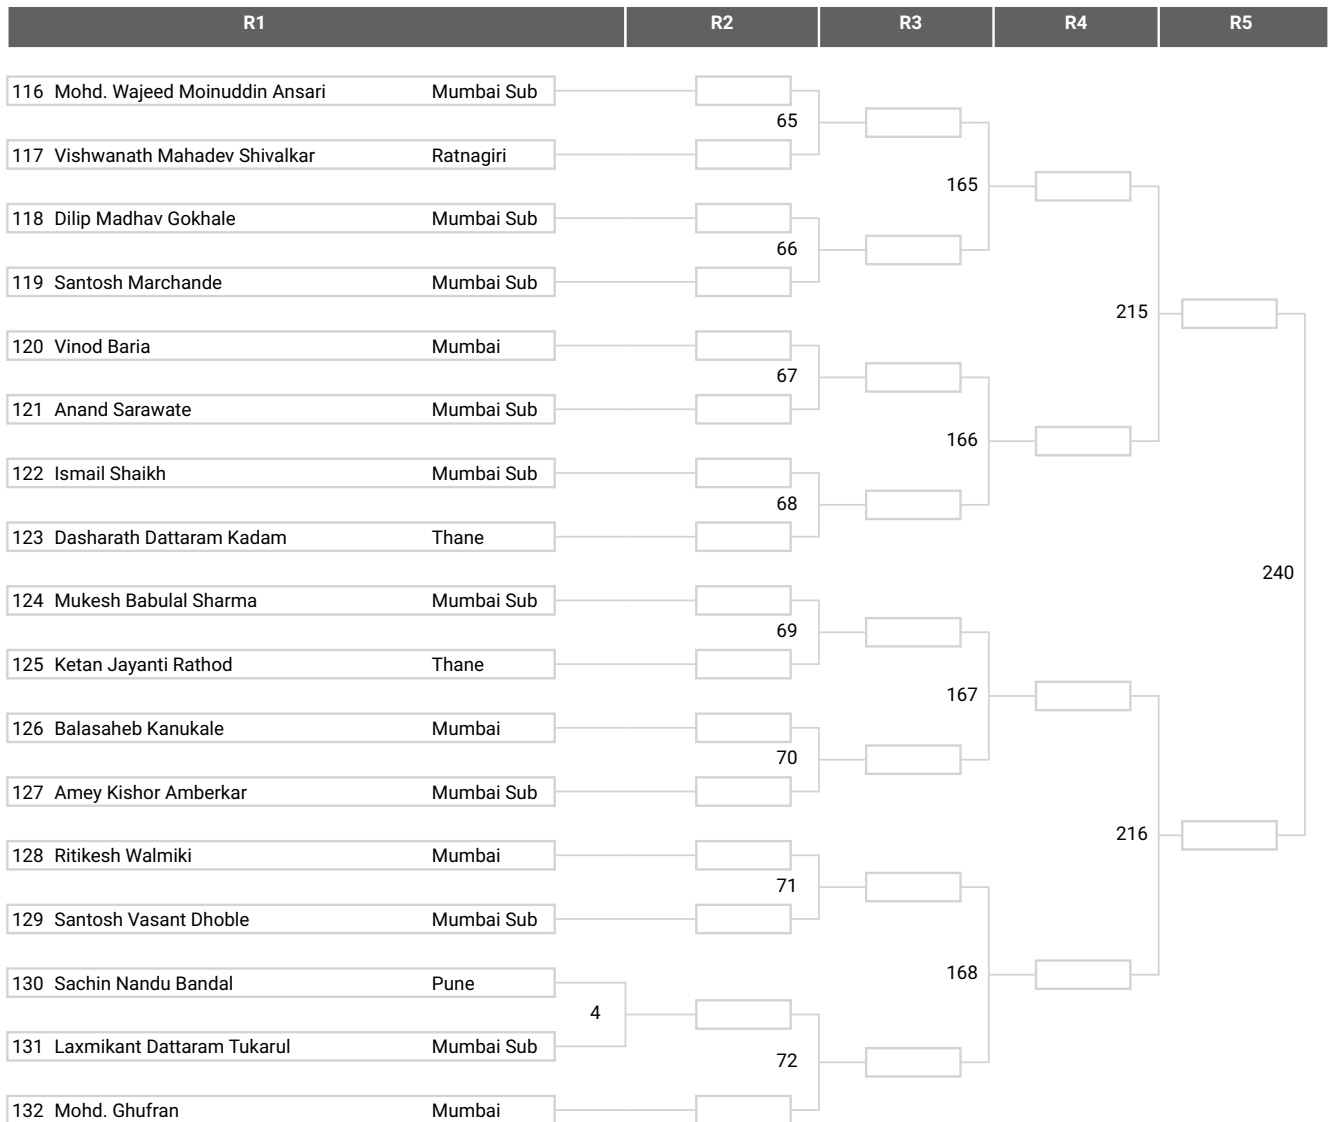 R1 R2 R3 R4 R5
116 Mohd. Wajeed Moinuddin Ansari Mumbai Sub
65
117 Vishwanath Mahadev Shivalkar Ratnagiri
165
118 Dilip Madhav Gokhale Mumbai Sub
66
119 Santosh Marchande Mumbai Sub
215
120 Vinod Baria Mumbai
67
121 Anand Sarawate Mumbai Sub
166
122 Ismail Shaikh Mumbai Sub
68
123 Dasharath Dattaram Kadam Thane
240
124 Mukesh Babulal Sharma Mumbai Sub
69
125 Ketan Jayanti Rathod Thane
167
126 Balasaheb Kanukale Mumbai
70
127 Amey Kishor Amberkar Mumbai Sub
216
128 Ritikesh Walmiki Mumbai
71
129 Santosh Vasant Dhoble Mumbai Sub
168
130 Sachin Nandu Bandal Pune
4
131 Laxmikant Dattaram Tukarul Mumbai Sub
72
132 Mohd. Ghufran Mumbai